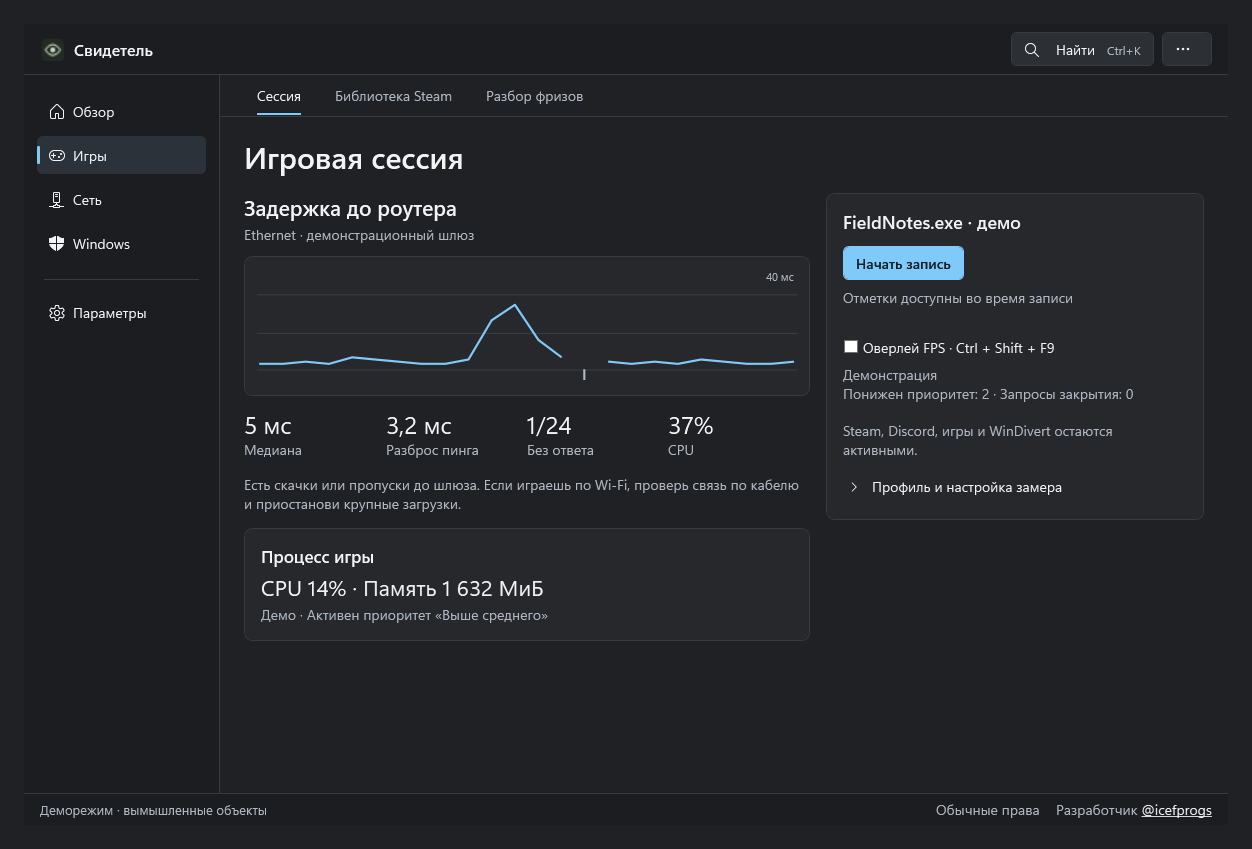 Свидетель
Найти Ctrl+K
Обзор
Игры
Сеть
Windows
Параметры
Сессия
Библиотека Steam
Разбор фризов
Игровая сессия
Задержка до роутера
Ethernet · демонстрационный шлюз
40 мс
5 мс
Медиана
3,2 мс
Разброс пинга
1/24
Без ответа
37%
CPU
Есть скачки или пропуски до шлюза. Если играешь по Wi-Fi, проверь связь по кабелю
и приостанови крупные загрузки.
Процесс игры
CPU 14% · Память 1 632 МиБ
Демо · Активен приоритет «Выше среднего»
FieldNotes.exe · демо
Начать запись
Отметки доступны во время записи
Оверлей FPS · Ctrl + Shift + F9
Демонстрация
Понижен приоритет: 2 · Запросы закрытия: 0
Steam, Discord, игры и WinDivert остаются
активными.
Профиль и настройка замера
Деморежим · вымышленные объекты
Обычные права
Разработчик @icefprogs